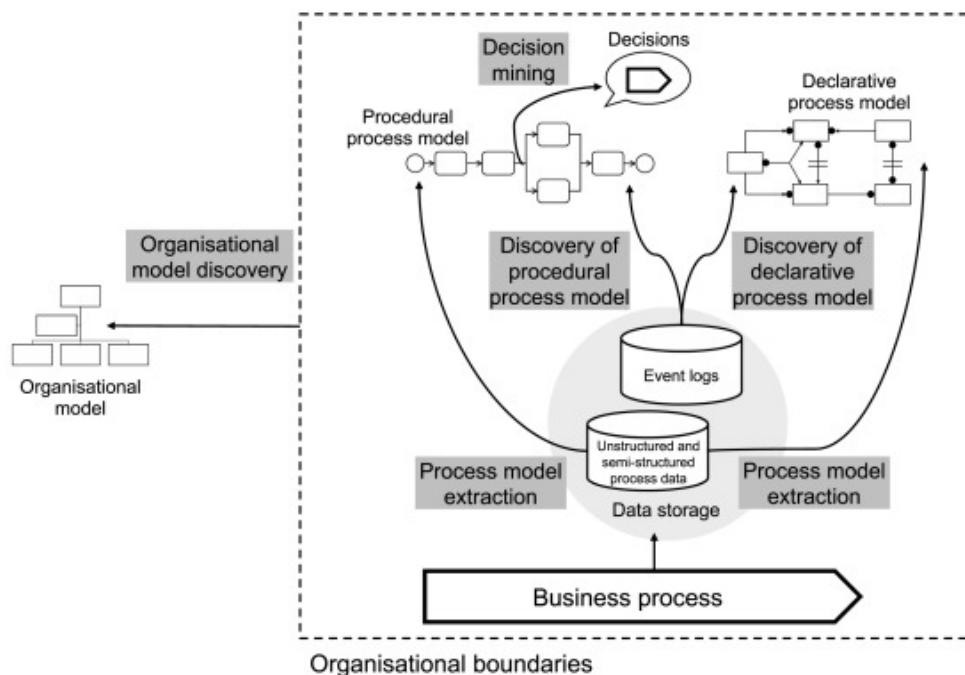 Decision
mining
Decisions
Declarative
process model
Procedural
process model
Organisational
model discovery
Discovery of
procedural
process model
Discovery of
declarative
process model
Organisational
model
Event logs
Unstructured and
semi-structured
process data
Process model
extraction
Process model
extraction
Data storage
Business process
Organisational boundaries